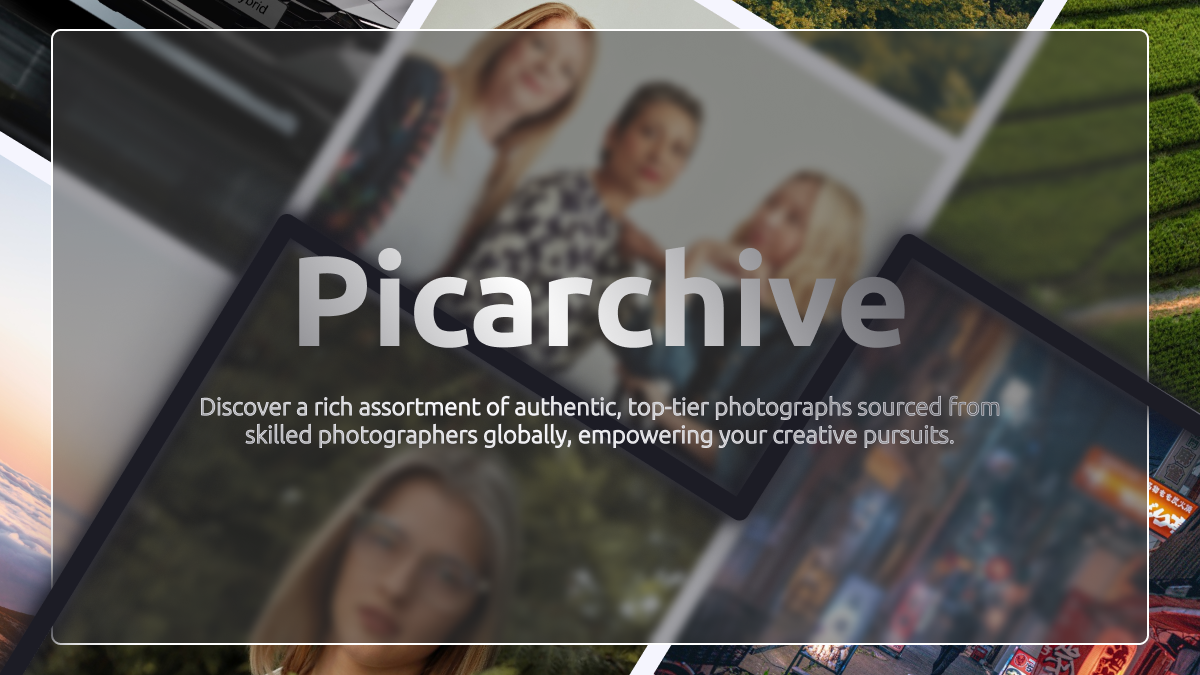 Picarchive
Discover a rich assortment of authentic, top-tier photographs sourced from
skilled photographers globally, empowering your creative pursuits.